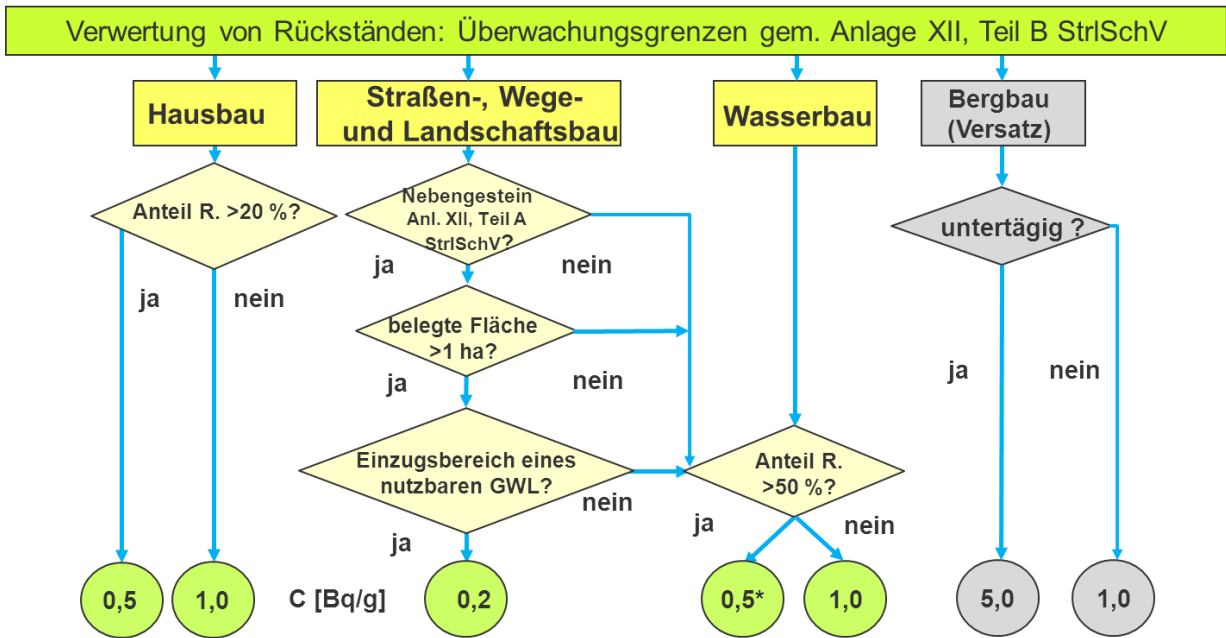 Verwertung von Rückständen: Überwachungsgrenzen gem. Anlage XII, Teil B StrlSchV
Hausbau
Straßen-, Wege-
und Landschaftsbau
Wasserbau
Bergbau
(Versatz)
Anteil R. >20 %?
Nebengestein
Anl. XII, Teil A
StrlSchV?
untertägig ?
ja
nein
ja
nein
belegte Fläche
>1 ha?
ja
nein
ja
nein
Einzugsbereich eines
nutzbaren GWL?
Anteil R.
>50 %?
nein
ja
nein
ja
0,5
1,0
C [Bq/g]
0,2
0,5*
1,0
5,0
1,0